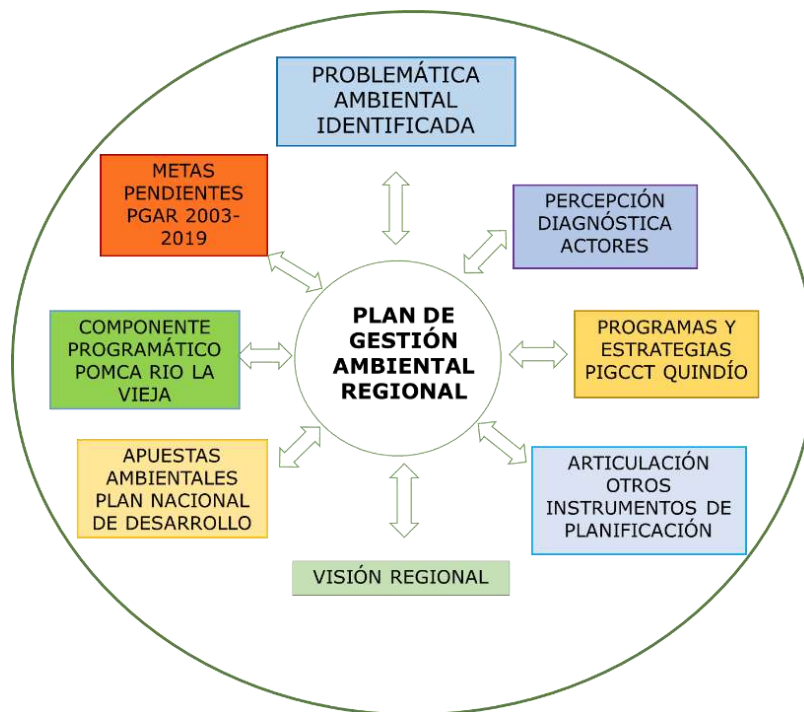 PROBLEMÁTICA
AMBIENTAL
IDENTIFICADA
METAS
PENDIENTES
PGAR 2003-
2019
PERCEPCIÓN
DIAGNÓSTICA
ACTORES
COMPONENTE
PROGRAMÁTICO
POMCA RIO LA
VIEJA
PLAN DE
GESTIÓN
AMBIENTAL
REGIONAL
PROGRAMAS Y
ESTRATEGIAS
PIGCCT QUINDÍO
APUESTAS
AMBIENTALES
PLAN NACIONAL
DE DESARROLLO
ARTICULACIÓN
OTROS
INSTRUMENTOS DE
PLANIFICACIÓN
VISIÓN REGIONAL